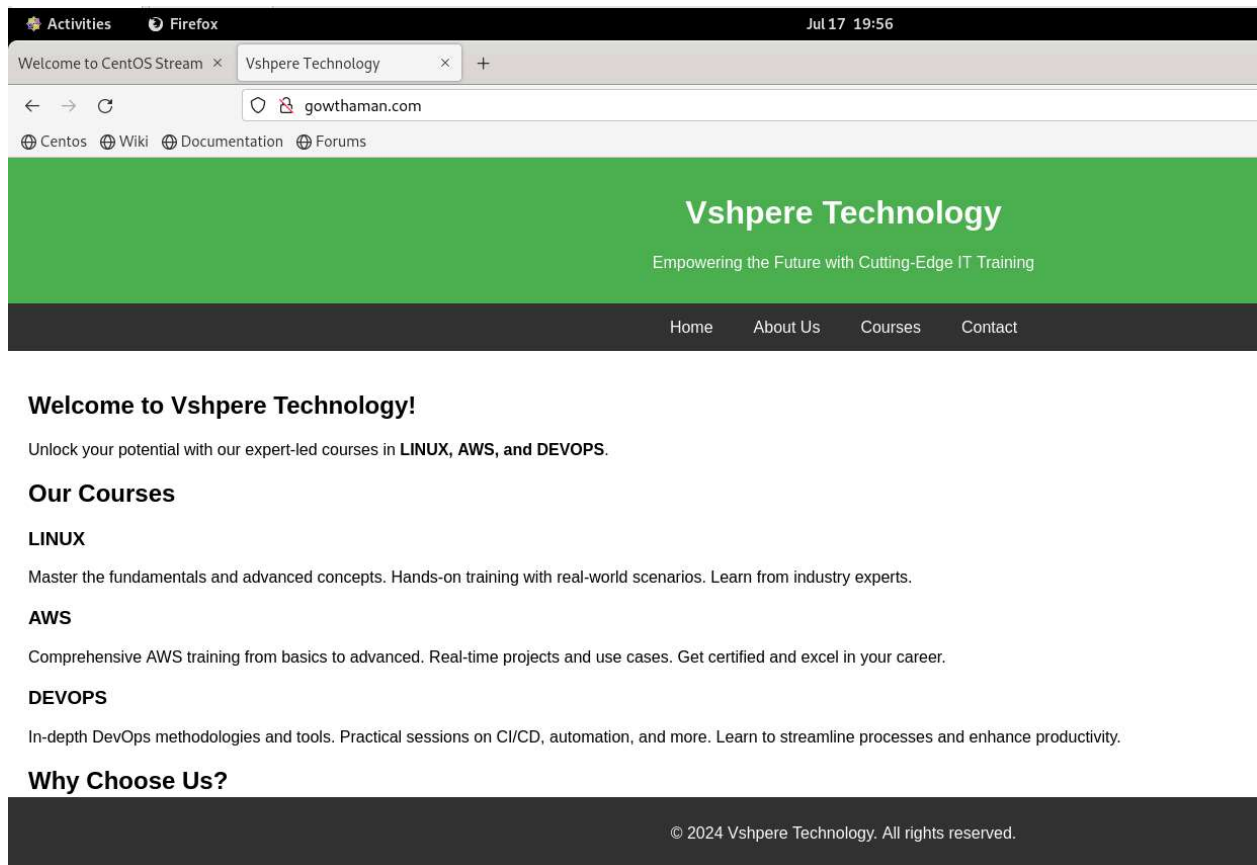 Activities Firefox Jul 17 19:56
Welcome to CentOS Stream × Vshpere Technology × +
gowthaman.com
Centos Wiki Documentation Forums
Vshpere Technology
Empowering the Future with Cutting-Edge IT Training
Home About Us Courses Contact
Welcome to Vshpere Technology!
Unlock your potential with our expert-led courses in LINUX, AWS, and DEVOPS.
Our Courses
LINUX
Master the fundamentals and advanced concepts. Hands-on training with real-world scenarios. Learn from industry experts.
AWS
Comprehensive AWS training from basics to advanced. Real-time projects and use cases. Get certified and excel in your career.
DEVOPS
In-depth DevOps methodologies and tools. Practical sessions on CI/CD, automation, and more. Learn to streamline processes and enhance productivity.
Why Choose Us?
© 2024 Vshpere Technology. All rights reserved.